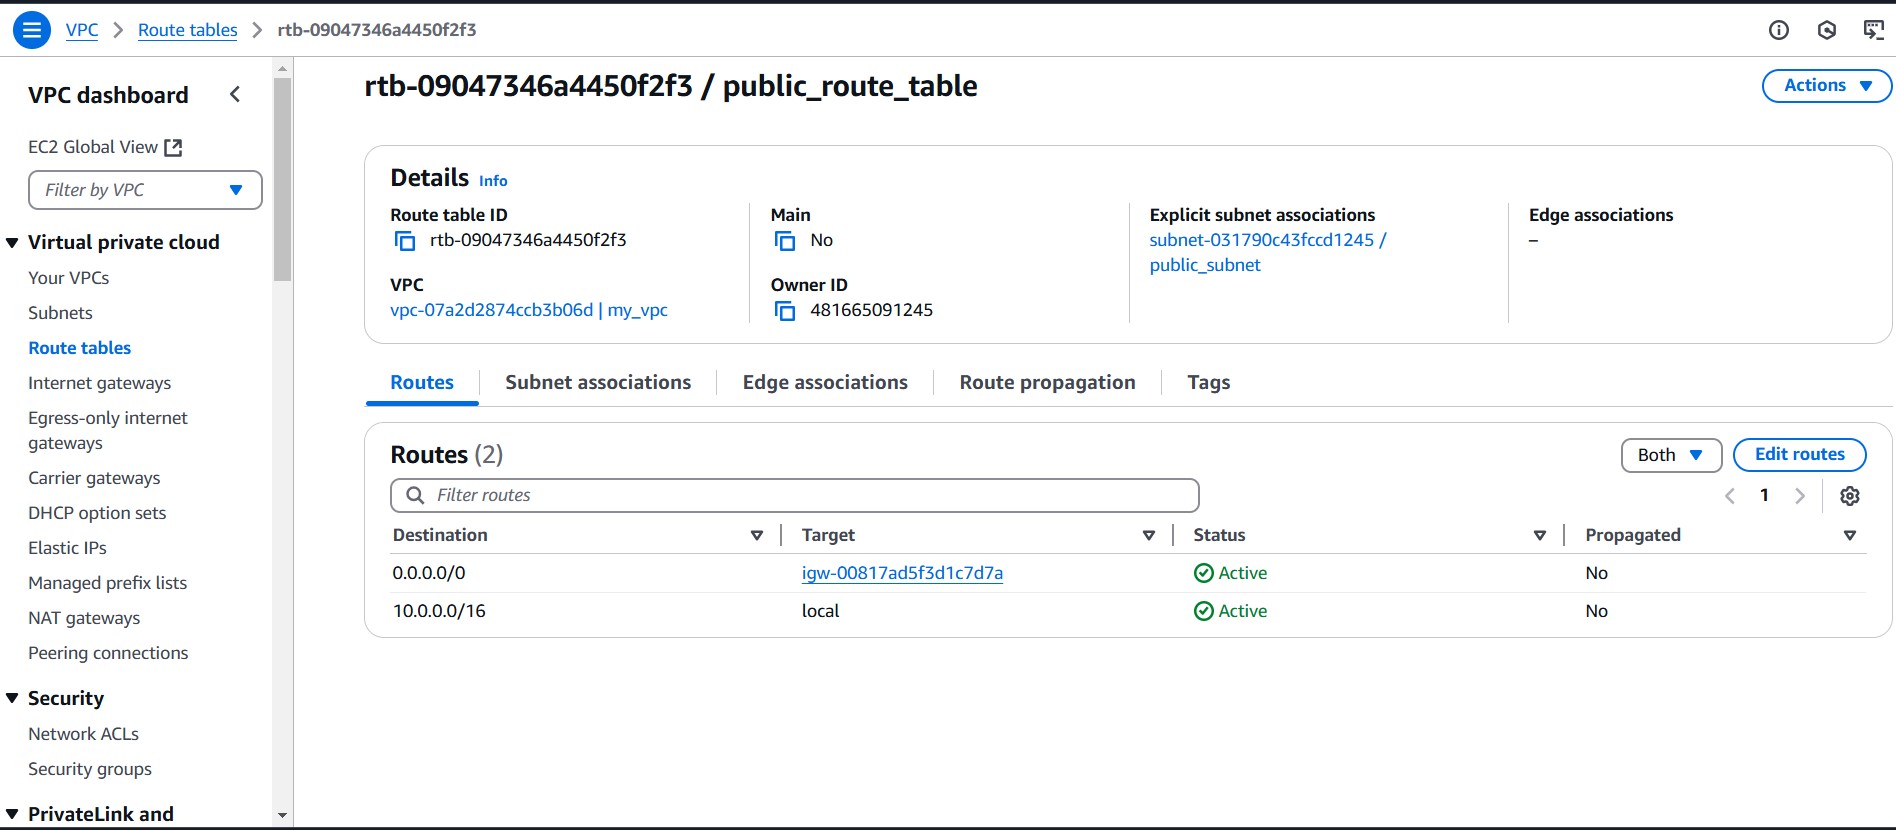 VPC > Route tables > rtb-09047346a4450f2f3
VPC dashboard
EC2 Global View
Filter by VPC
Virtual private cloud
Your VPCs
Subnets
Route tables
Internet gateways
Egress-only internet
gateways
Carrier gateways
DHCP option sets
Elastic IPs
Managed prefix lists
NAT gateways
Peering connections
Security
Network ACLs
Security groups
PrivateLink and
rtb-09047346a4450f2f3 / public_route_table
Actions
Details Info
Route table ID
rtb-09047346a4450f2f3
VPC
vpc-07a2d2874ccb3b06d | my_vpc
Main
No
Owner ID
481665091245
Explicit subnet associations
subnet-031790c43fccd1245 /
public_subnet
Edge associations
–
Routes Subnet associations Edge associations Route propagation Tags
Routes (2)
Both Edit routes
Filter routes
1
Destination Target Status Propagated
0.0.0.0/0 igw-00817ad5f3d1c7d7a Active No
10.0.0.0/16 local Active No